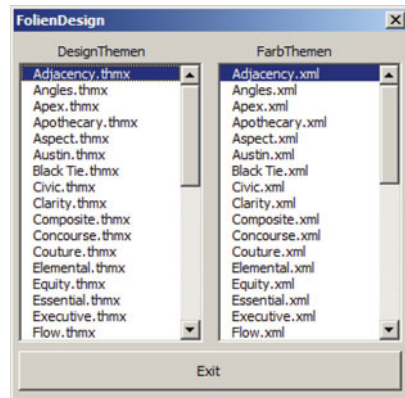 FolienDesign
DesignThemen
Adjacency.thmx
Angles.thmx
Apex.thmx
Apothecary.thmx
Aspect.thmx
Austin.thmx
Black Tie.thmx
Civic.thmx
Clarity.thmx
Composite.thmx
Concourse.thmx
Couture.thmx
Elemental.thmx
Equity.thmx
Essential.thmx
Executive.thmx
Flow.thmx
FarbThemen
Adjacency.xml
Angles.xml
Apex.xml
Apothecary.xml
Aspect.xml
Austin.xml
Black Tie.xml
Civic.xml
Clarity.xml
Composite.xml
Concourse.xml
Couture.xml
Elemental.xml
Equity.xml
Essential.xml
Executive.xml
Flow.xml
Exit